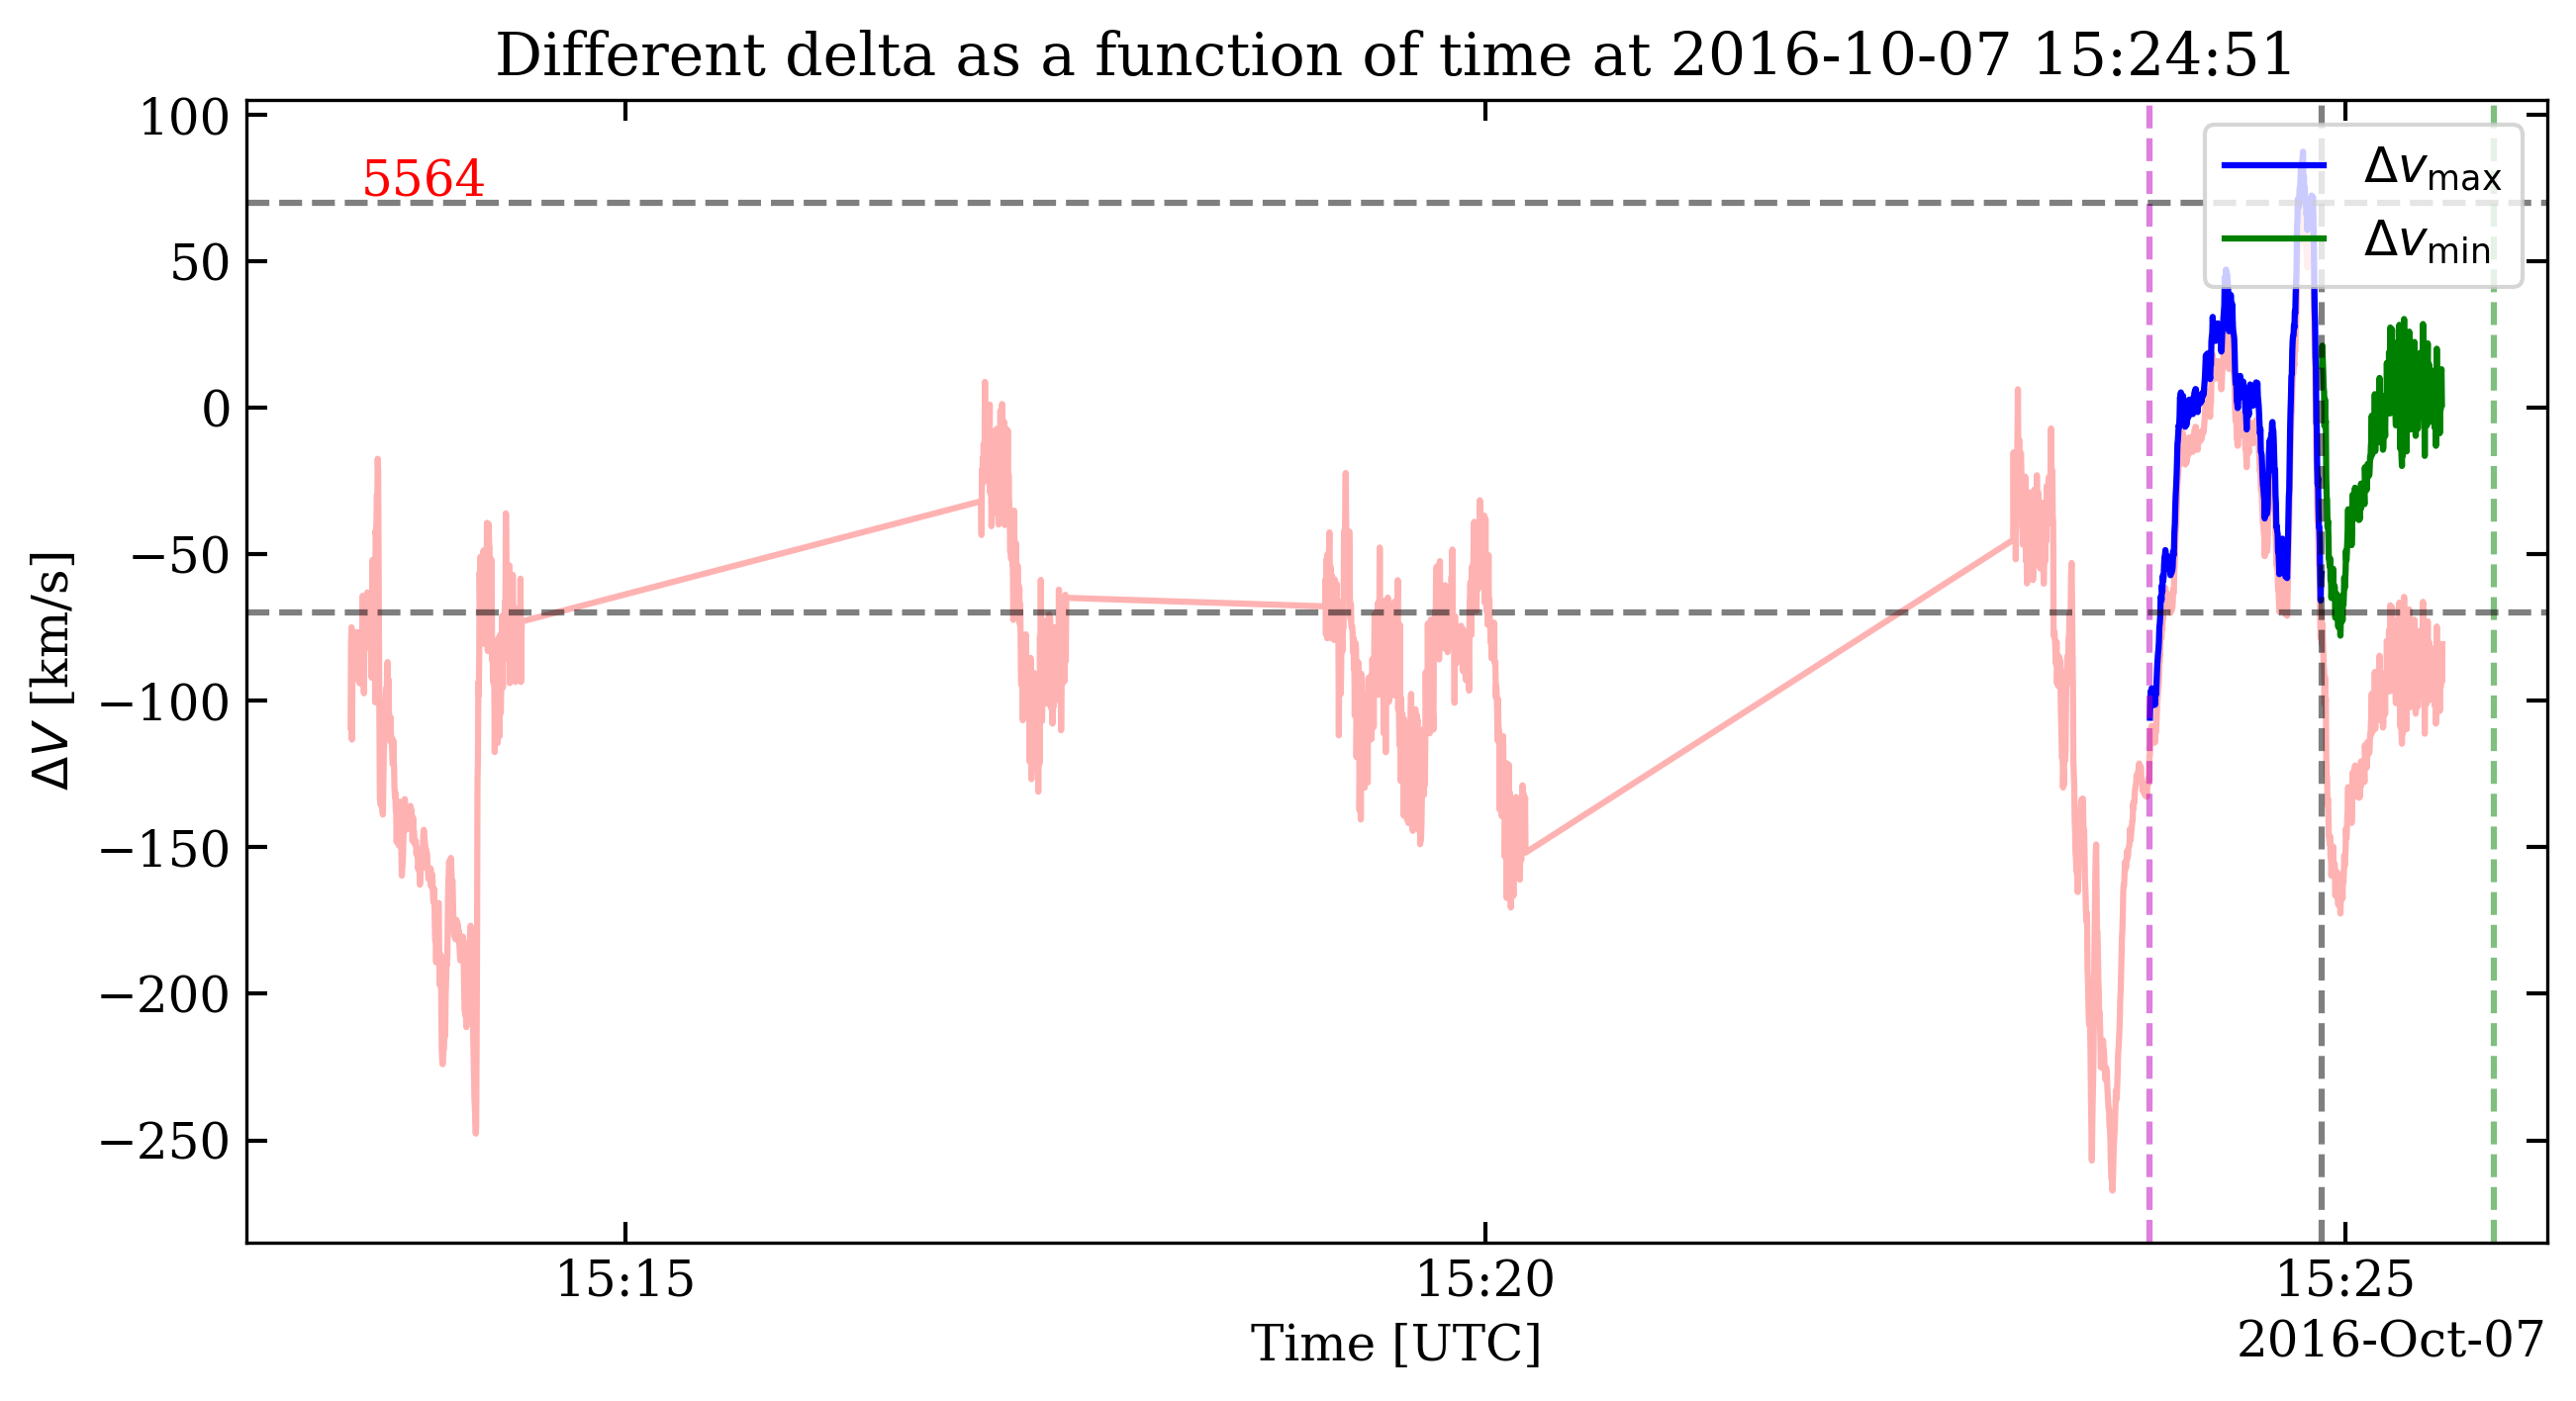 Different delta as a function of time at 2016-10-07 15:24:51
100
50
0
−50
−100
−150
−200
−250
ΔV [km/s]
5564
Δvmax
Δvmin
15:15
15:20
15:25
Time [UTC]
2016-Oct-07